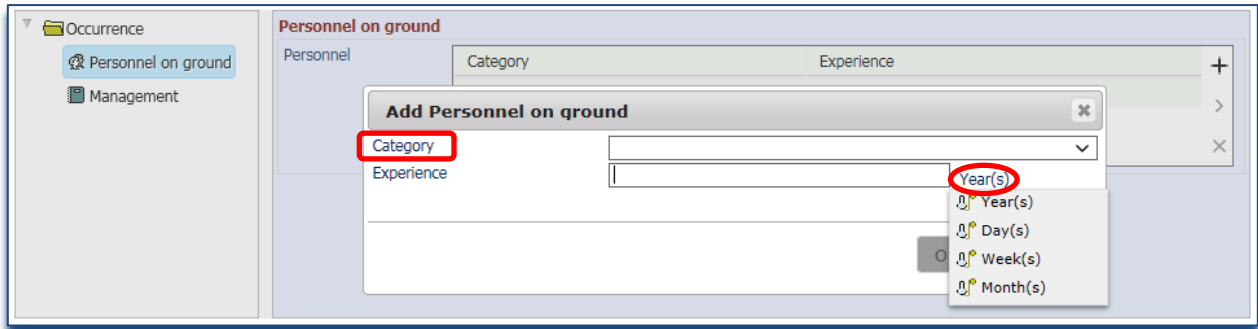 Occurrence
Personnel on ground
Management
Personnel on ground
Personnel
Category Experience
Add Personnel on ground
Category
Experience
Year(s)
Year(s)
Day(s)
Week(s)
Month(s)